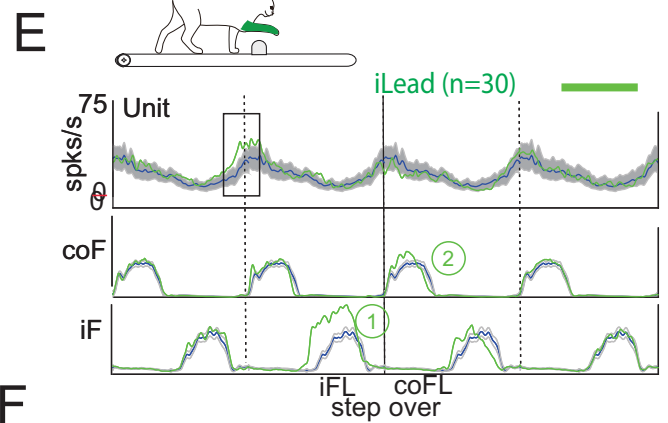 E
iLead (n=30)
75
Unit
spks/s
0
coF
2
iF
1
iFL
coFL
step over
F